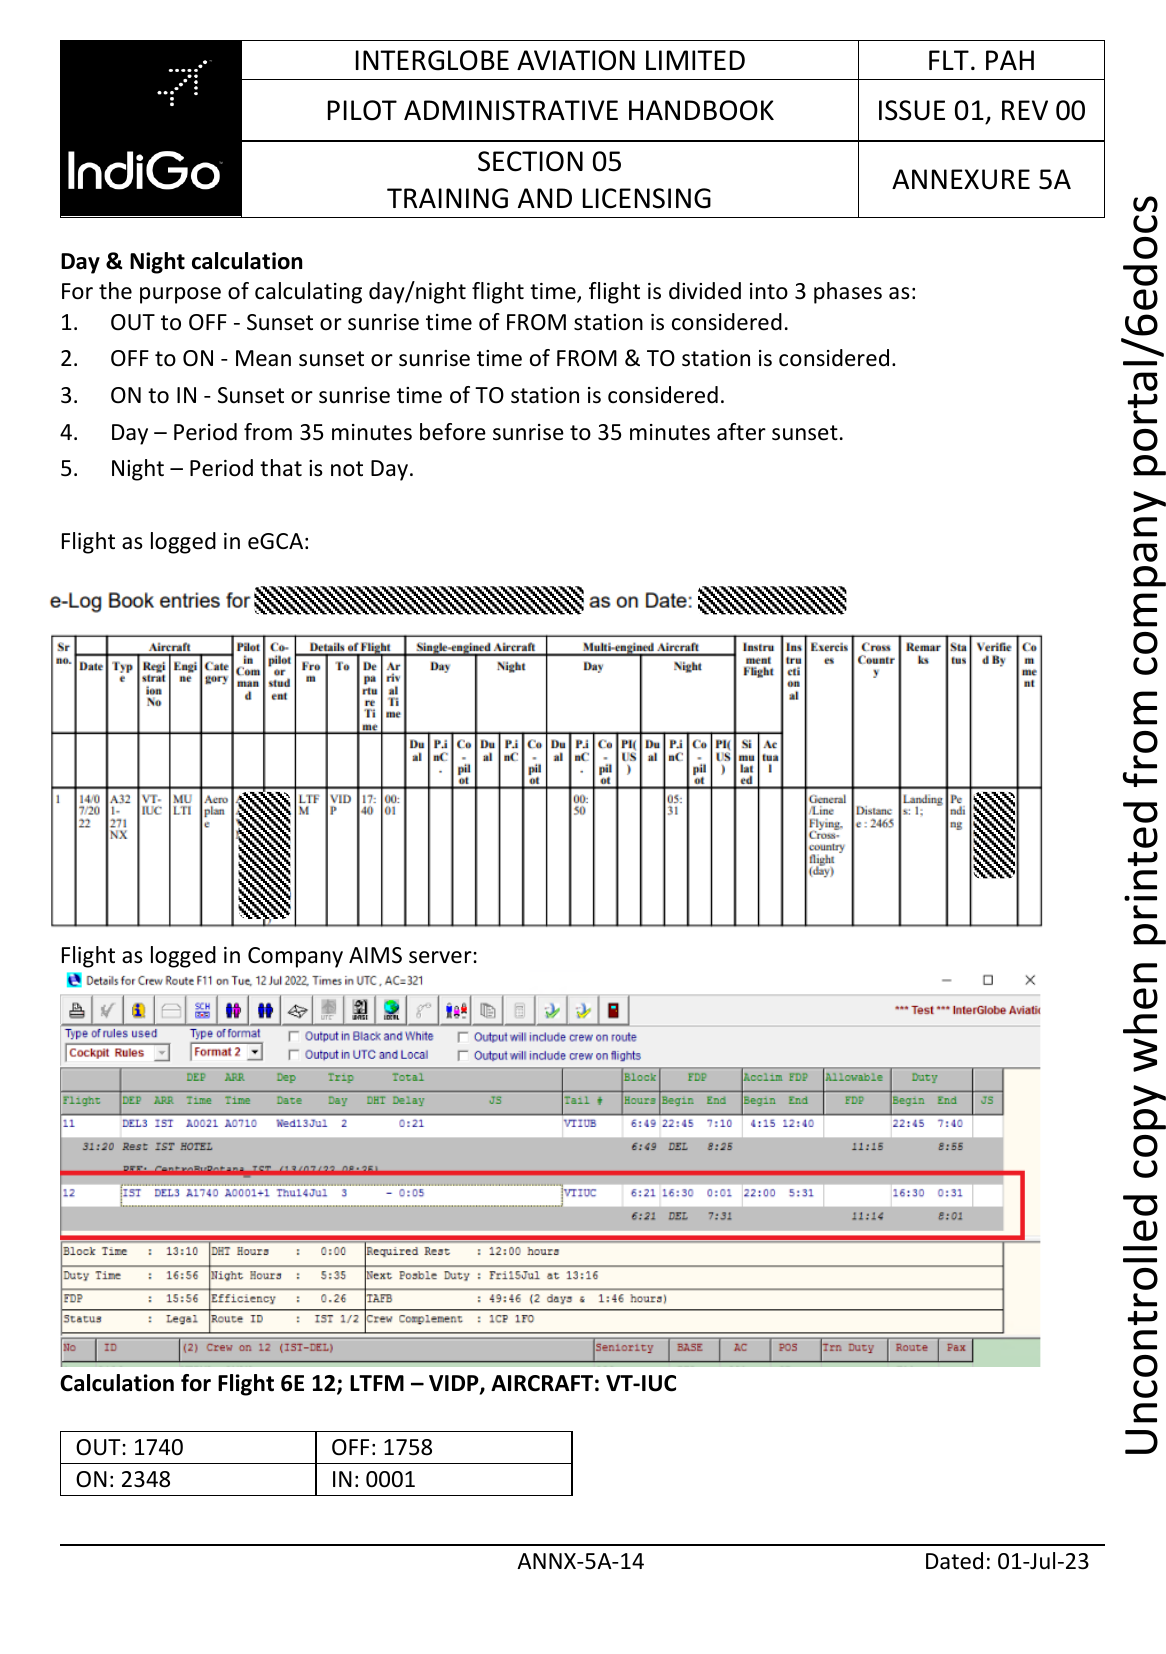 INTERGLOBE AVIATION LIMITED
FLT. PAH
PILOT ADMINISTRATIVE HANDBOOK
ISSUE 01, REV 00
IndiGo
SECTION 05
TRAINING AND LICENSING
ANNEXURE 5A
Day & Night calculation
For the purpose of calculating day/night flight time, flight is divided into 3 phases as:
1. OUT to OFF - Sunset or sunrise time of FROM station is considered.
2. OFF to ON - Mean sunset or sunrise time of FROM & TO station is considered.
3. ON to IN - Sunset or sunrise time of TO station is considered.
4. Day – Period from 35 minutes before sunrise to 35 minutes after sunset.
5. Night – Period that is not Day.
Flight as logged in eGCA:
e-Log Book entries for as on Date:
Sr no. Date Aircraft Pilot in Command Co-pilot or student Details of Flight Single-engined Aircraft Multi-engined Aircraft Instrument Flight Instructional Exercises Cross Country Remarks Status Verified By Comment
Type Registration No Engine Category From To Departure Time Arrival Time Day Night Day Night
Dual P.inC. Co-pilot Dual P.inC Co-pilot Dual P.inC. Co-pilot PI(US) Dual P.inC Co-pilot PI(US) Simulated Actual
1 14/07/2022 A321-271NX VT-IUC MULTI Aeroplane LTFM VIDP 17:40 00:01 00:50 05:31 General/Line Flying, Cross-country flight (day) Distance : 2465 Landings: 1; Pending
Flight as logged in Company AIMS server:
Details for Crew Route F11 on Tue, 12 Jul 2022, Times in UTC , AC=321
*** Test *** InterGlobe Aviatio
Type of rules used Type of format Output in Black and White Output will include crew on route
Cockpit Rules Format 2 Output in UTC and Local Output will include crew on flights
DEP ARR Dep Trip Total Block FDP Acclim FDP Allowable Duty
Flight DEP ARR Time Time Date Day DHT Delay JS Tail # Hours Begin End Begin End FDP Begin End JS
11 DEL3 IST A0021 A0710 Wed13Jul 2 0:21 VTIUB 6:49 22:45 7:10 4:15 12:40 22:45 7:40
31:20 Rest IST HOTEL 6:49 DEL 8:25 11:15 8:55
REF: CentroByRotana_IST (13/07/22 08:25)
12 IST DEL3 A1740 A0001+1 Thu14Jul 3 - 0:05 VTIUC 6:21 16:30 0:01 22:00 5:31 16:30 0:31
6:21 DEL 7:31 11:14 8:01
Block Time : 13:10 DHT Hours : 0:00 Required Rest : 12:00 hours
Duty Time : 16:56 Night Hours : 5:35 Next Posble Duty : Fri15Jul at 13:16
FDP : 15:56 Efficiency : 0.26 TAFB : 49:46 (2 days & 1:46 hours)
Status : Legal Route ID : IST 1/2 Crew Complement : 1CP 1FO
No ID (2) Crew on 12 (IST-DEL) Seniority BASE AC POS Trn Duty Route Pax
Calculation for Flight 6E 12; LTFM – VIDP, AIRCRAFT: VT-IUC
OUT: 1740 OFF: 1758
ON: 2348 IN: 0001
ANNX-5A-14 Dated: 01-Jul-23
Uncontrolled copy when printed from company portal/6edocs